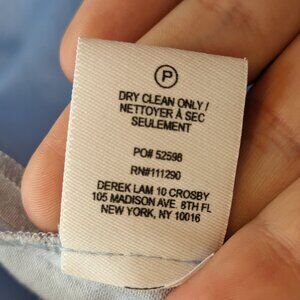 P
DRY CLEAN ONLY /
NETTOYER À SEC
SEULEMENT
PO# 52598
RN#111290
DEREK LAM 10 CROSBY
105 MADISON AVE. 8TH FL
NEW YORK, NY 10016